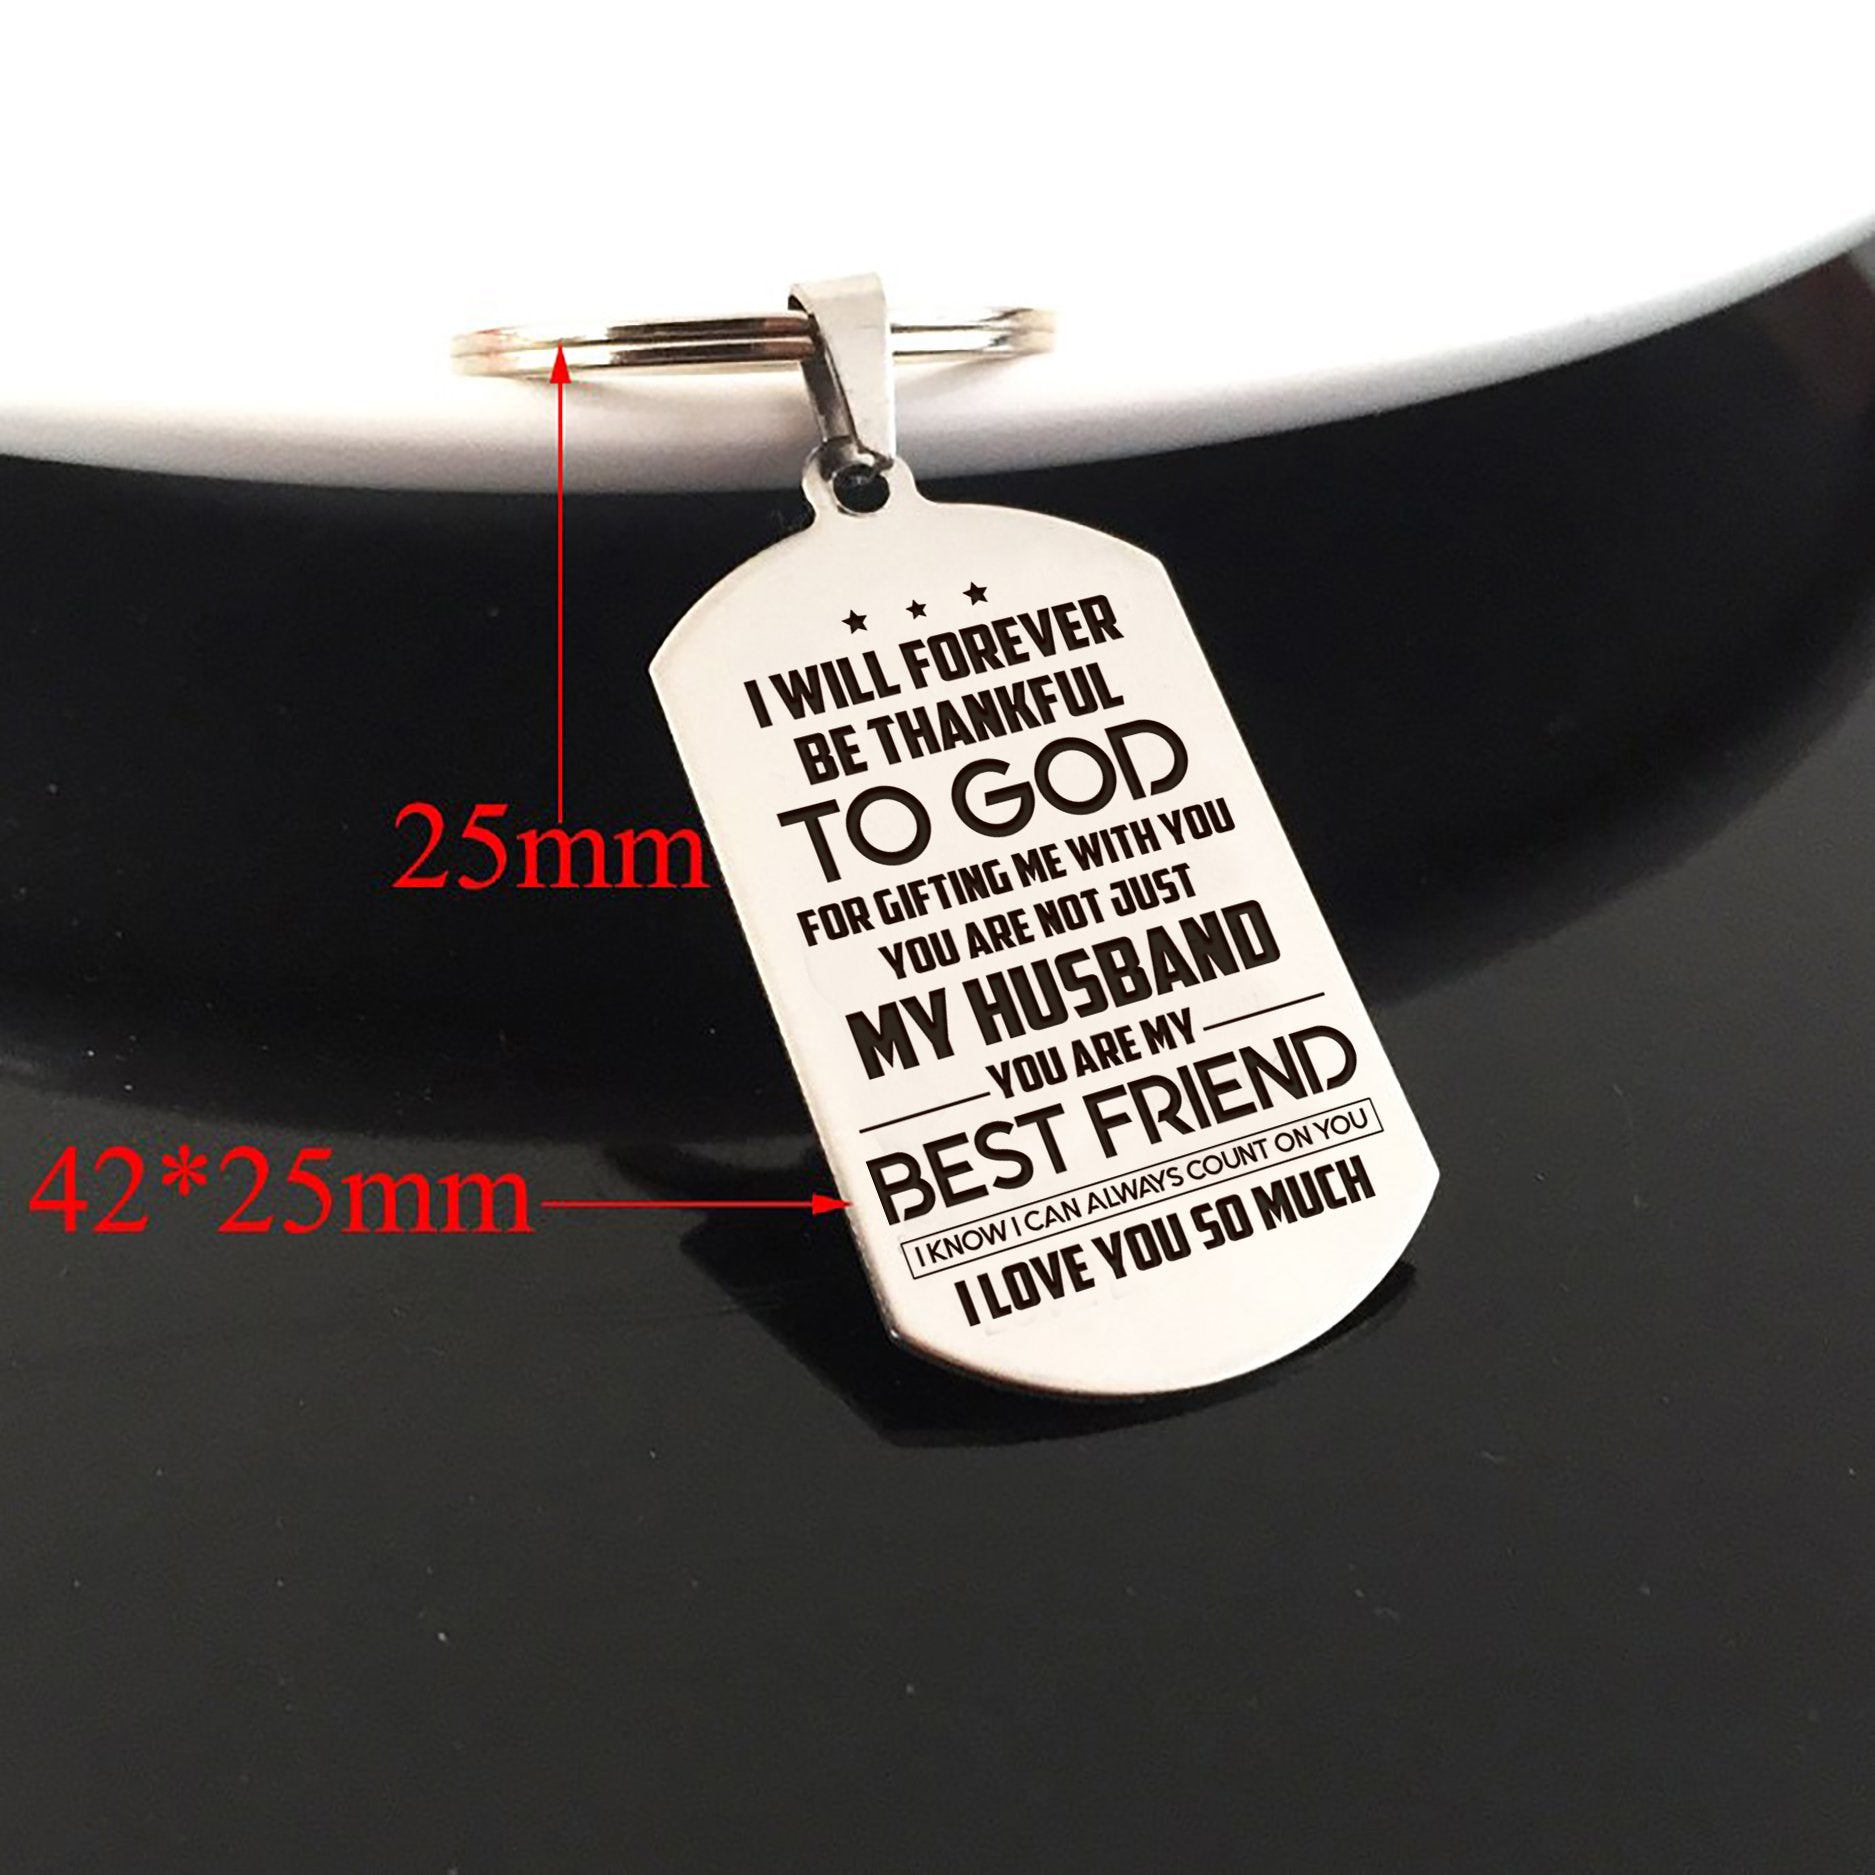 I WILL FOREVER
BE THANKFUL
TO GOD
FOR GIFTING ME WITH YOU
YOU ARE NOT JUST
MY HUSBAND
YOU ARE MY
BEST FRIEND
I KNOW I CAN ALWAYS COUNT ON YOU
I LOVE YOU SO MUCH
25mm
42*25mm